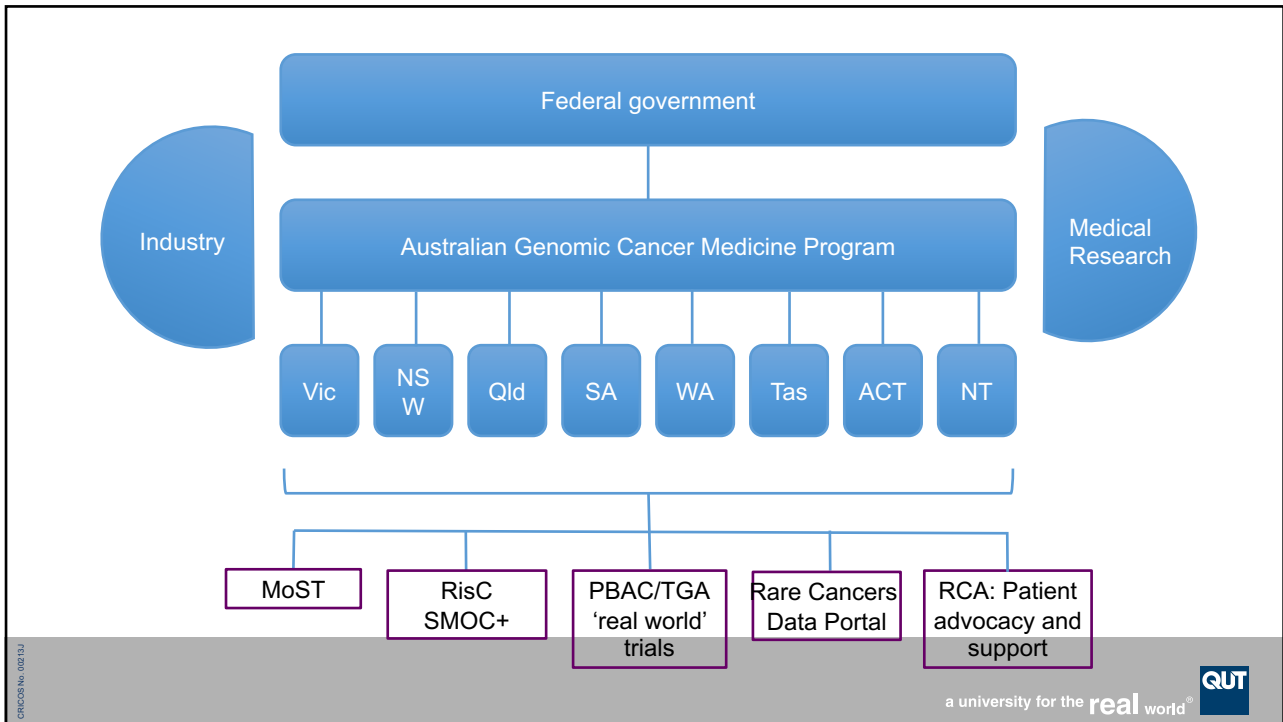 Federal government
Industry
Australian Genomic Cancer Medicine Program
Medical
Research
Vic
NS
W
Qld
SA
WA
Tas
ACT
NT
MoST
RisC
SMOC+
PBAC/TGA
‘real world’
trials
Rare Cancers
Data Portal
RCA: Patient
advocacy and
support
CRICOS No. 00213J
a university for the real world®
QUT